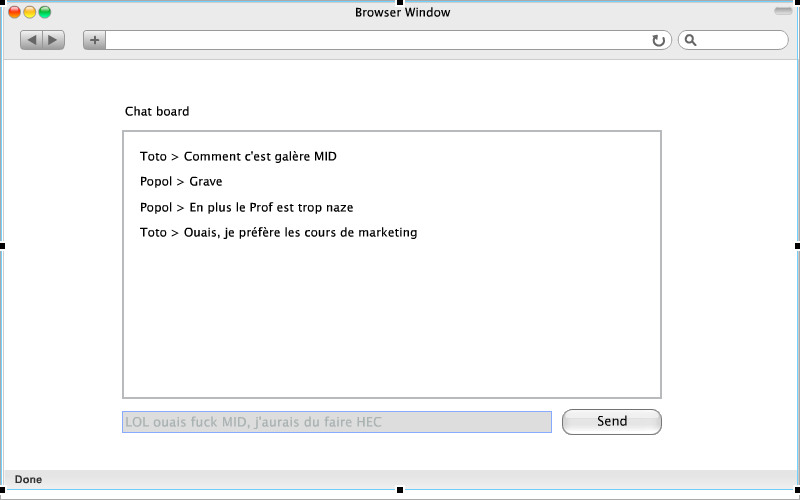 Browser Window
Chat board
Toto > Comment c'est galère MID
Popol > Grave
Popol > En plus le Prof est trop naze
Toto > Ouais, je préfère les cours de marketing
LOL ouais fuck MID, j'aurais du faire HEC
Send
Done